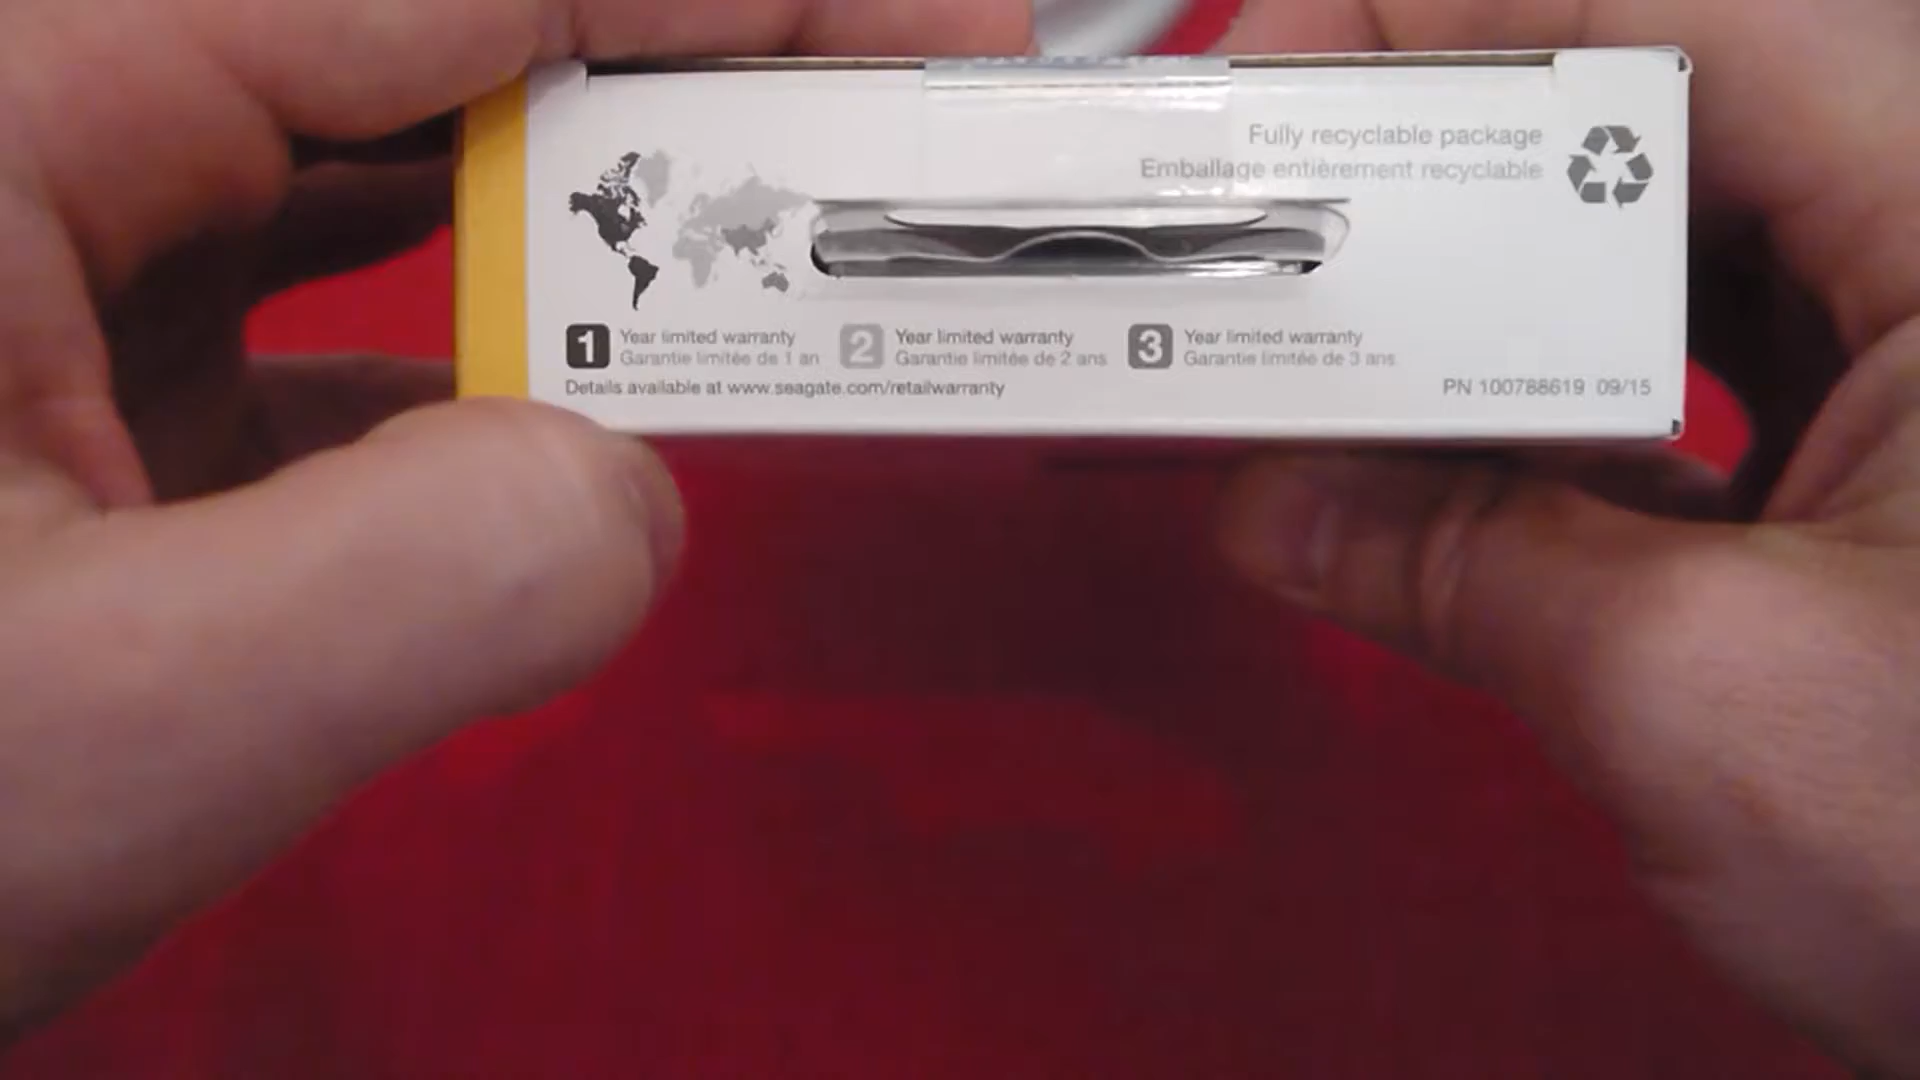 Fully recyclable package
Emballage entièrement recyclable
1 Year limited warranty
Garantie limitée de 1 an
2 Year limited warranty
Garantie limitée de 2 ans
3 Year limited warranty
Garantie limitée de 3 ans
Details available at www.seagate.com/retailwarranty
PN 100788619 09/15